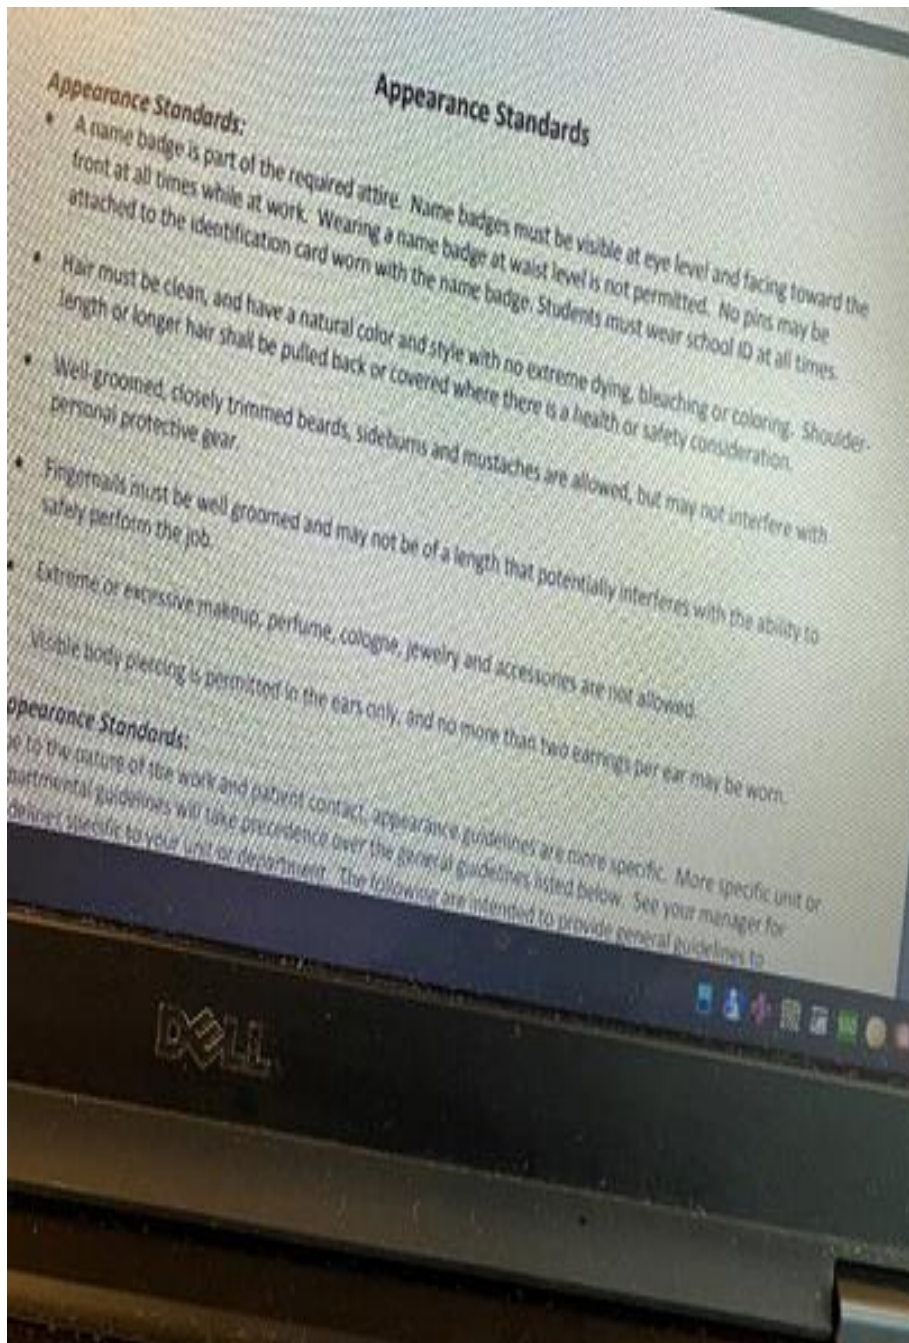 Appearance Standards
Appearance Standards:
• A name badge is part of the required attire. Name badges must be visible at eye level and facing toward the
front at all times while at work. Wearing a name badge at waist level is not permitted. No pins may be
attached to the identification card worn with the name badge. Students must wear school ID at all times.
• Hair must be clean, and have a natural color and style with no extreme dying, bleaching or coloring. Shoulder-
length or longer hair shall be pulled back or covered where there is a health or safety consideration.
• Well-groomed, closely trimmed beards, sideburns and mustaches are allowed, but may not interfere with
personal protective gear.
• Fingernails must be well groomed and may not be of a length that potentially interferes with the ability to
safely perform the job.
• Extreme or excessive makeup, perfume, cologne, jewelry and accessories are not allowed.
Visible body piercing is permitted in the ears only, and no more than two earrings per ear may be worn.
ppearance Standards:
e to the nature of the work and patient contact, appearance guidelines are more specific. More specific unit or
partmental guidelines will take precedence over the general guidelines listed below. See your manager for
delines specific to your unit or department. The following are intended to provide general guidelines to
DELL